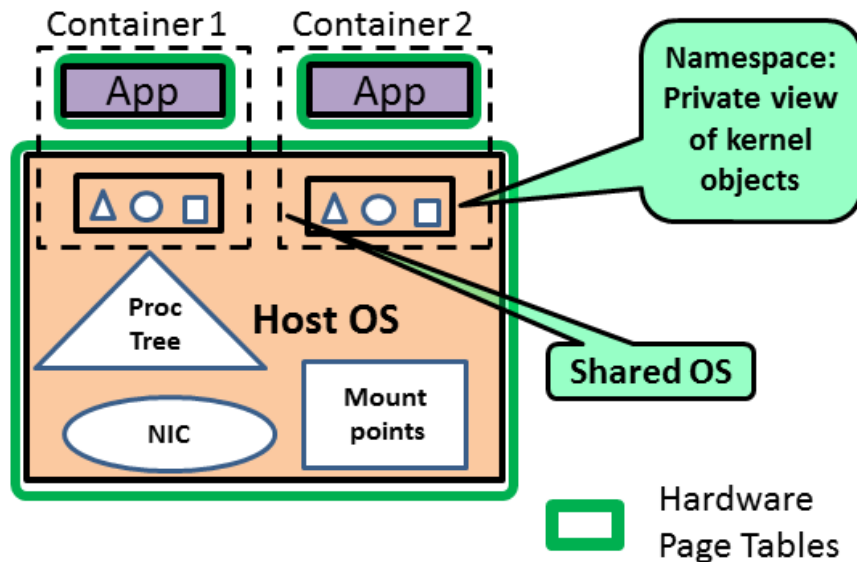 Container 1
Container 2
App
App
Namespace:
Private view
of kernel
objects
Proc
Tree
Host OS
Shared OS
NIC
Mount
points
Hardware
Page Tables